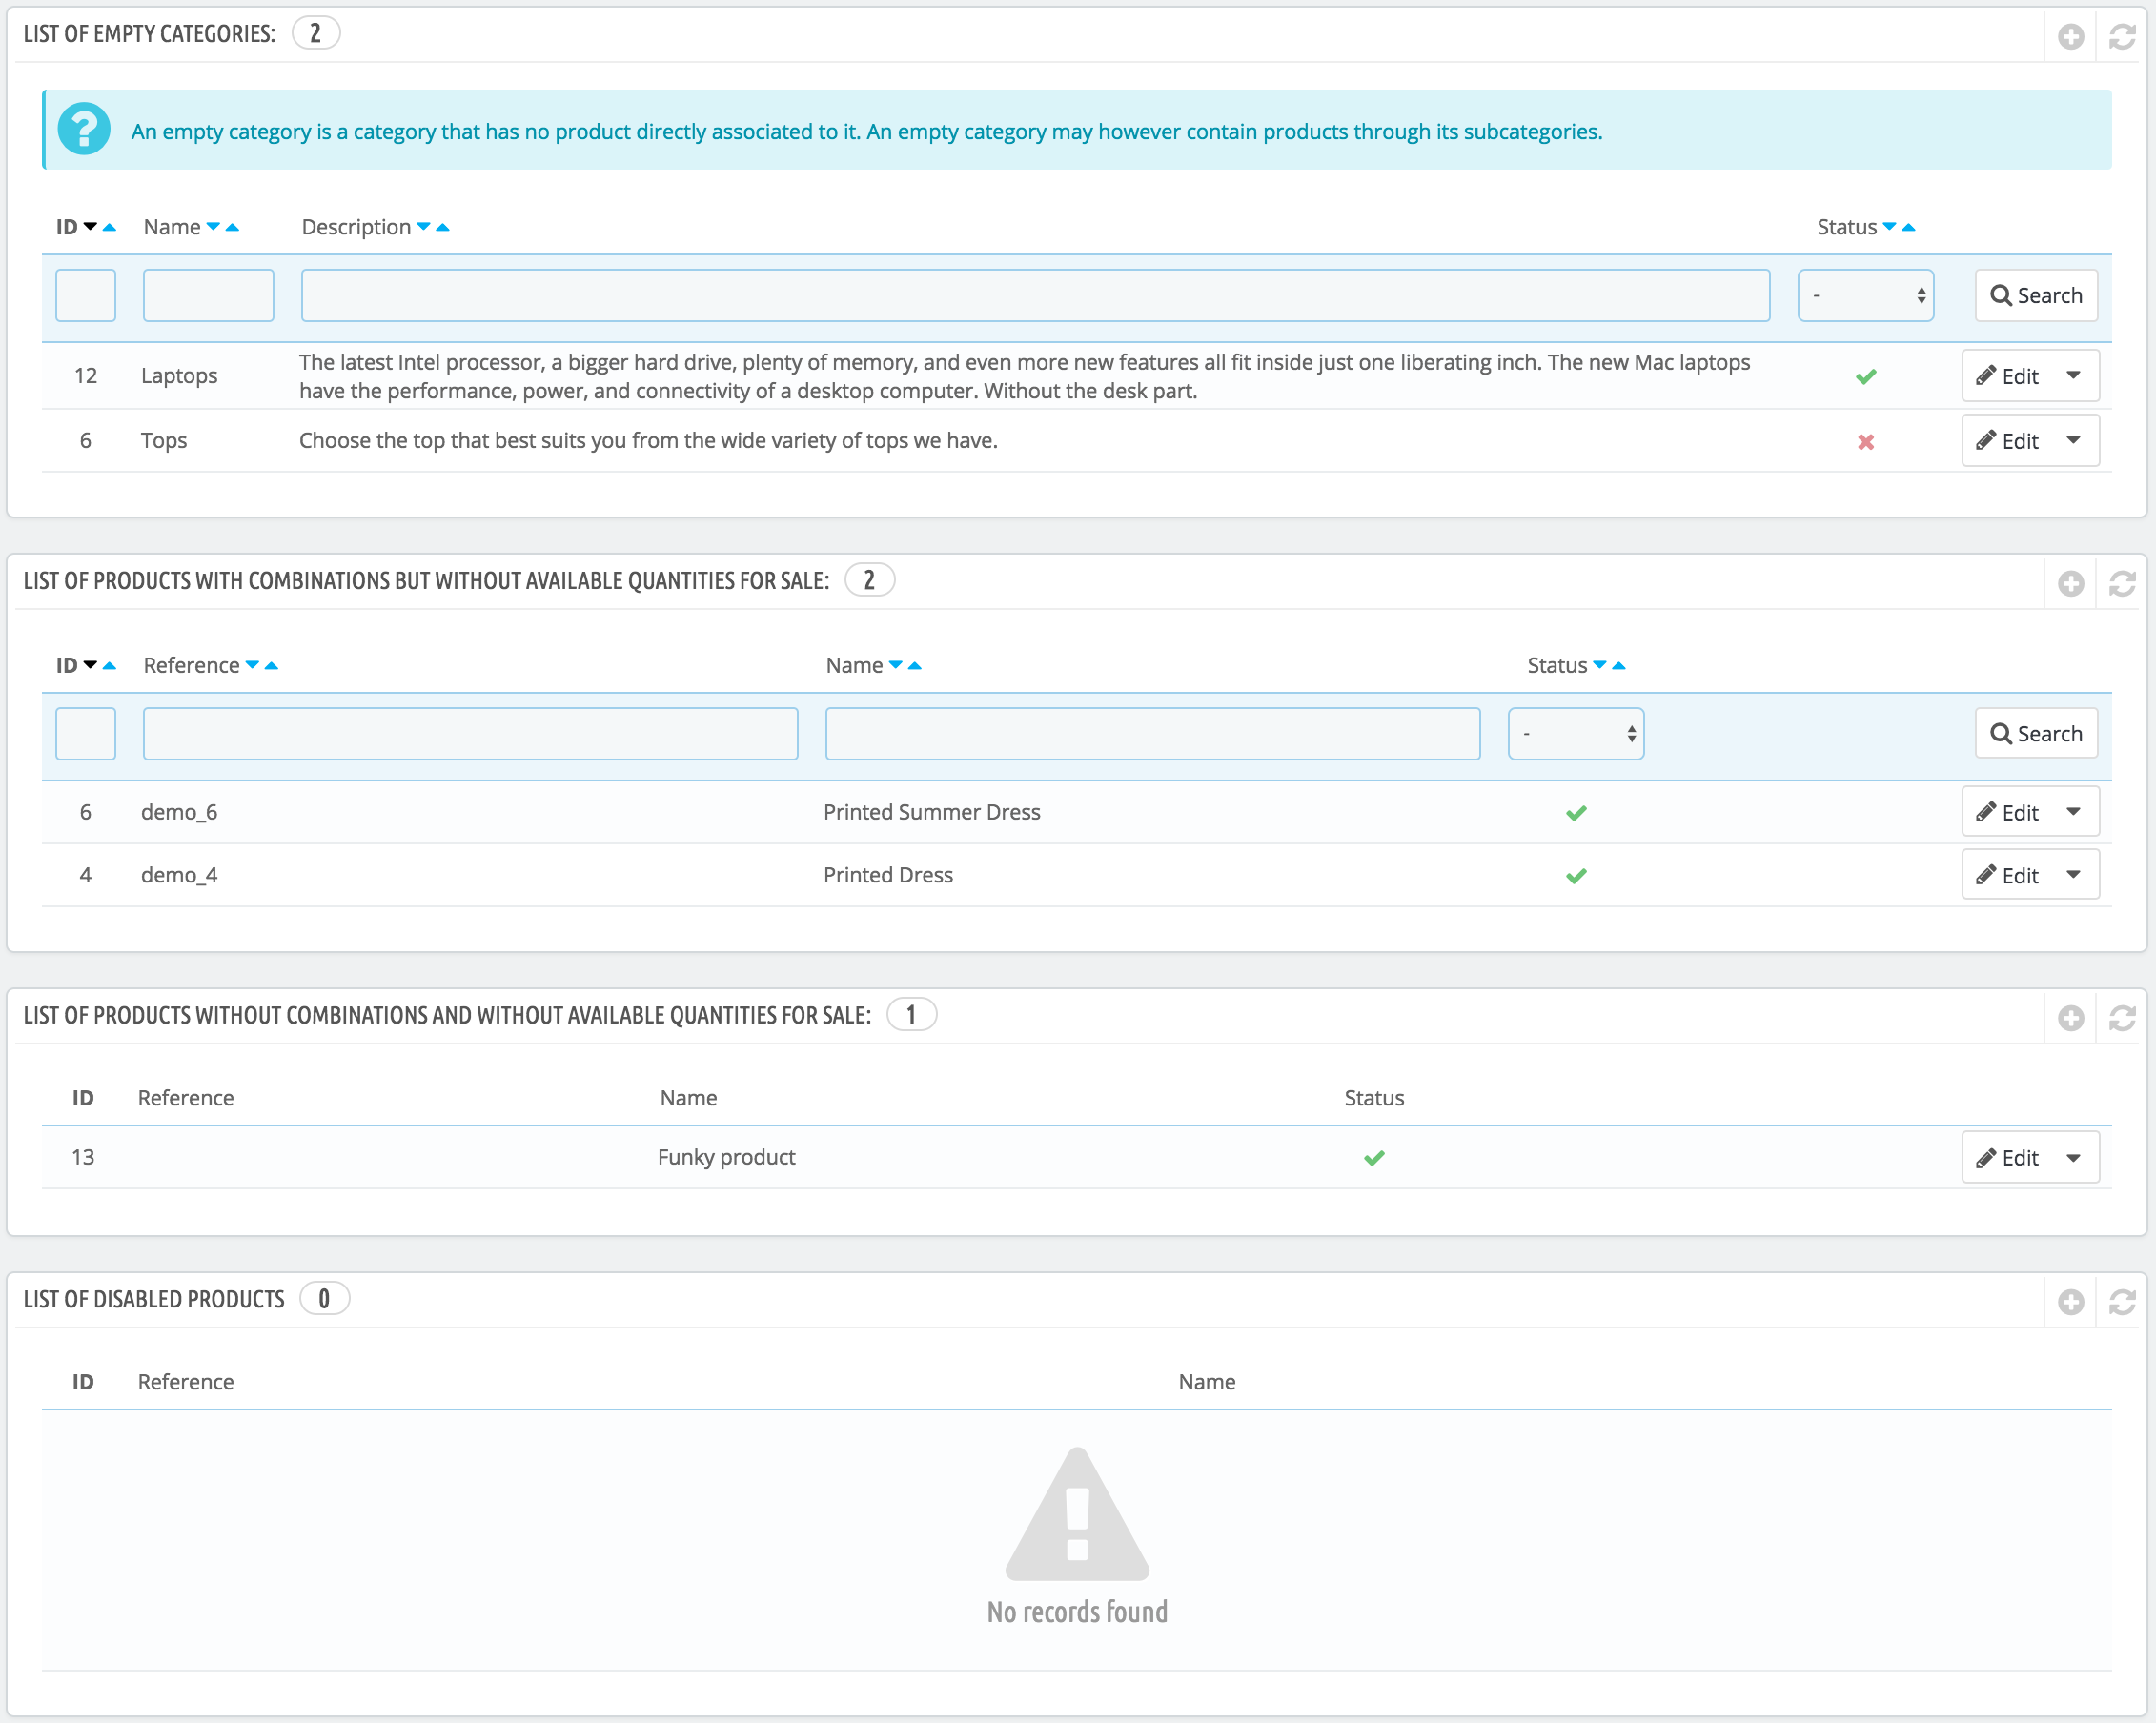 LIST OF EMPTY CATEGORIES: 2
An empty category is a category that has no product directly associated to it. An empty category may however contain products through its subcategories.
ID Name Description Status
- Search
12 Laptops The latest Intel processor, a bigger hard drive, plenty of memory, and even more new features all fit inside just one liberating inch. The new Mac laptops
have the performance, power, and connectivity of a desktop computer. Without the desk part. Edit
6 Tops Choose the top that best suits you from the wide variety of tops we have. Edit
LIST OF PRODUCTS WITH COMBINATIONS BUT WITHOUT AVAILABLE QUANTITIES FOR SALE: 2
ID Reference Name Status
- Search
6 demo_6 Printed Summer Dress Edit
4 demo_4 Printed Dress Edit
LIST OF PRODUCTS WITHOUT COMBINATIONS AND WITHOUT AVAILABLE QUANTITIES FOR SALE: 1
ID Reference Name Status
13 Funky product Edit
LIST OF DISABLED PRODUCTS 0
ID Reference Name
No records found